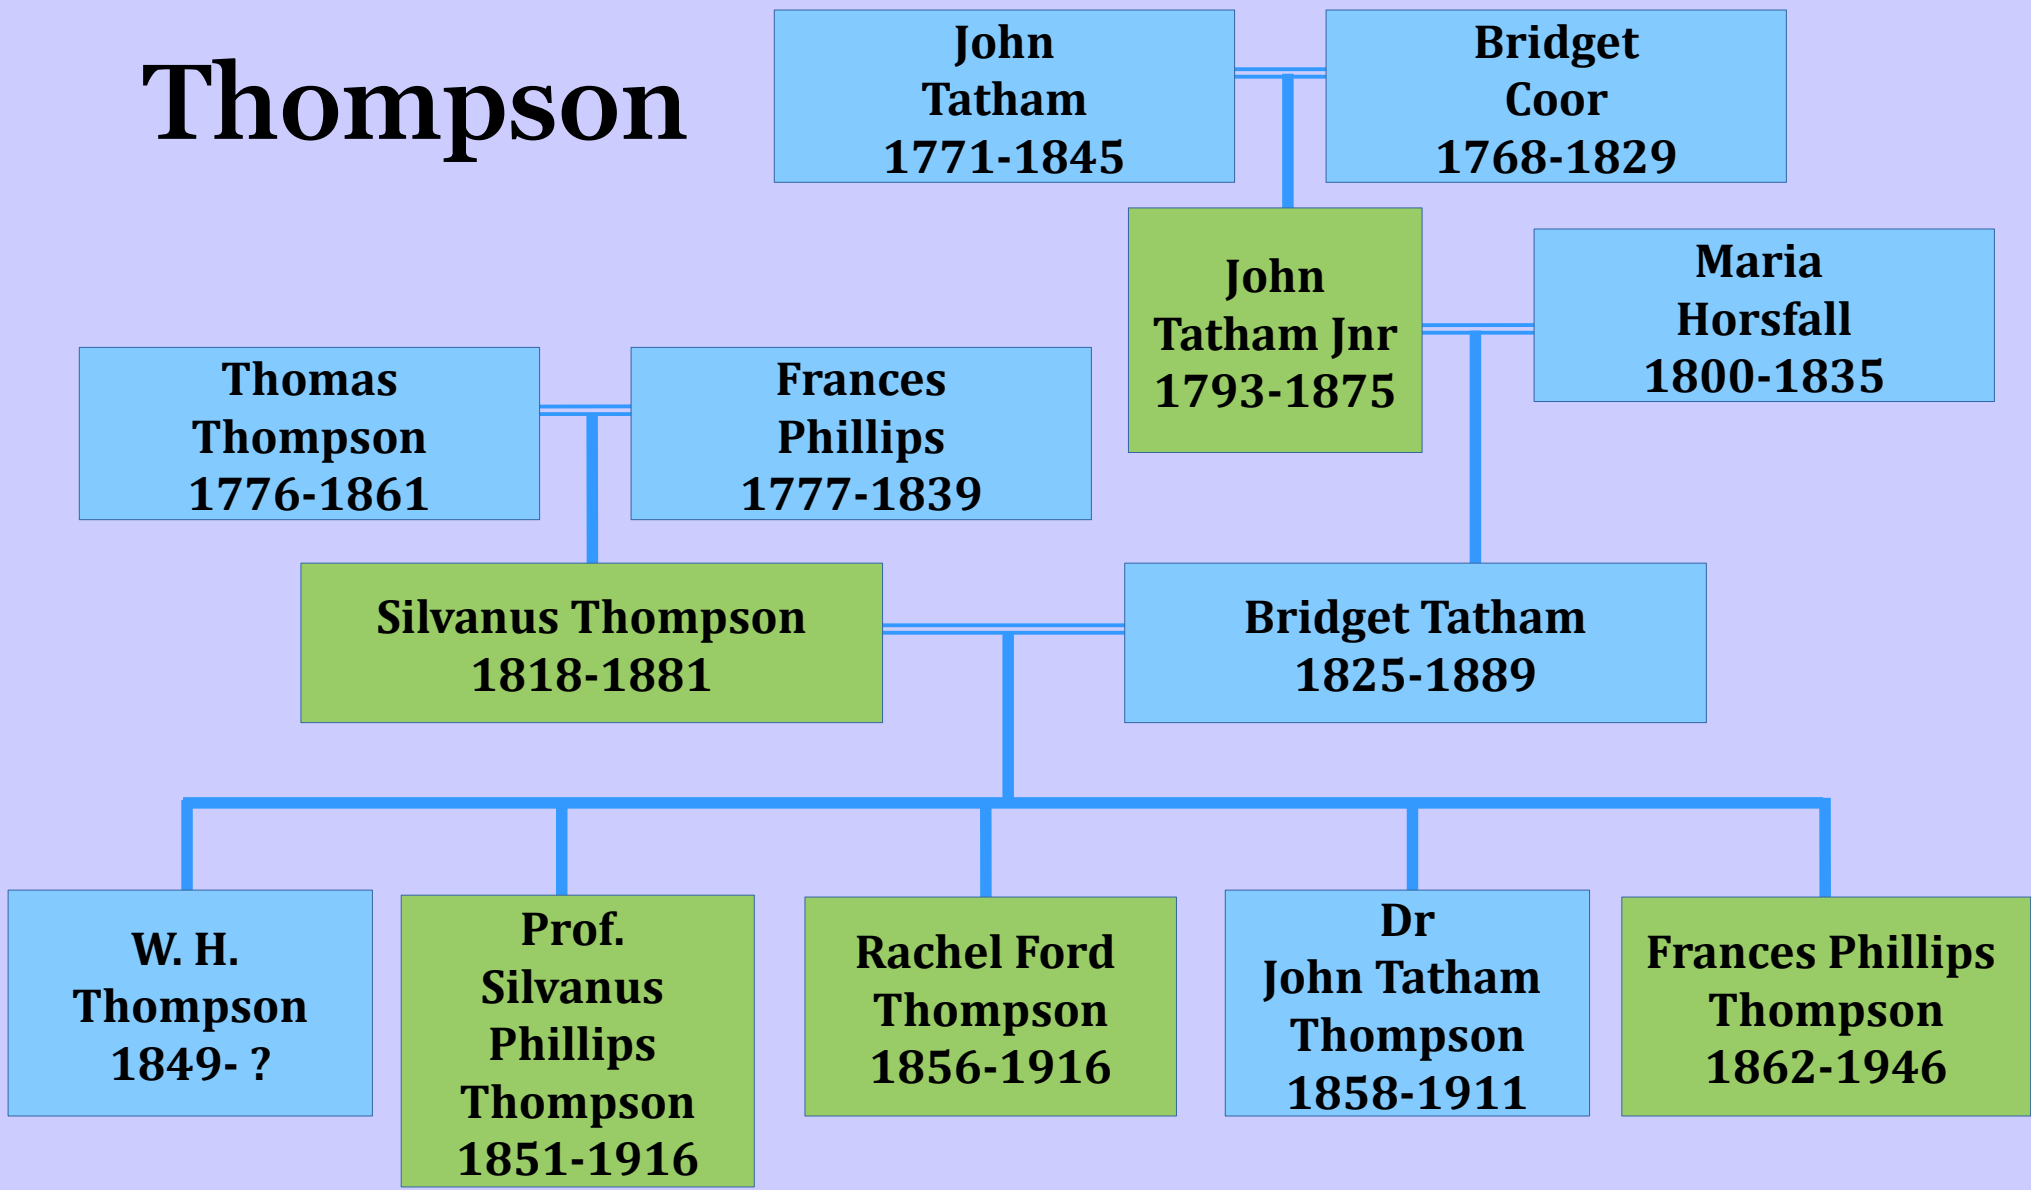 Thompson
John
Tatham
1771-1845
Bridget
Coor
1768-1829
John
Tatham Jnr
1793-1875
Maria
Horsfall
1800-1835
Thomas
Thompson
1776-1861
Frances
Phillips
1777-1839
Silvanus Thompson
1818-1881
Bridget Tatham
1825-1889
W. H.
Thompson
1849- ?
Prof.
Silvanus
Phillips
Thompson
1851-1916
Rachel Ford
Thompson
1856-1916
Dr
John Tatham
Thompson
1858-1911
Frances Phillips
Thompson
1862-1946